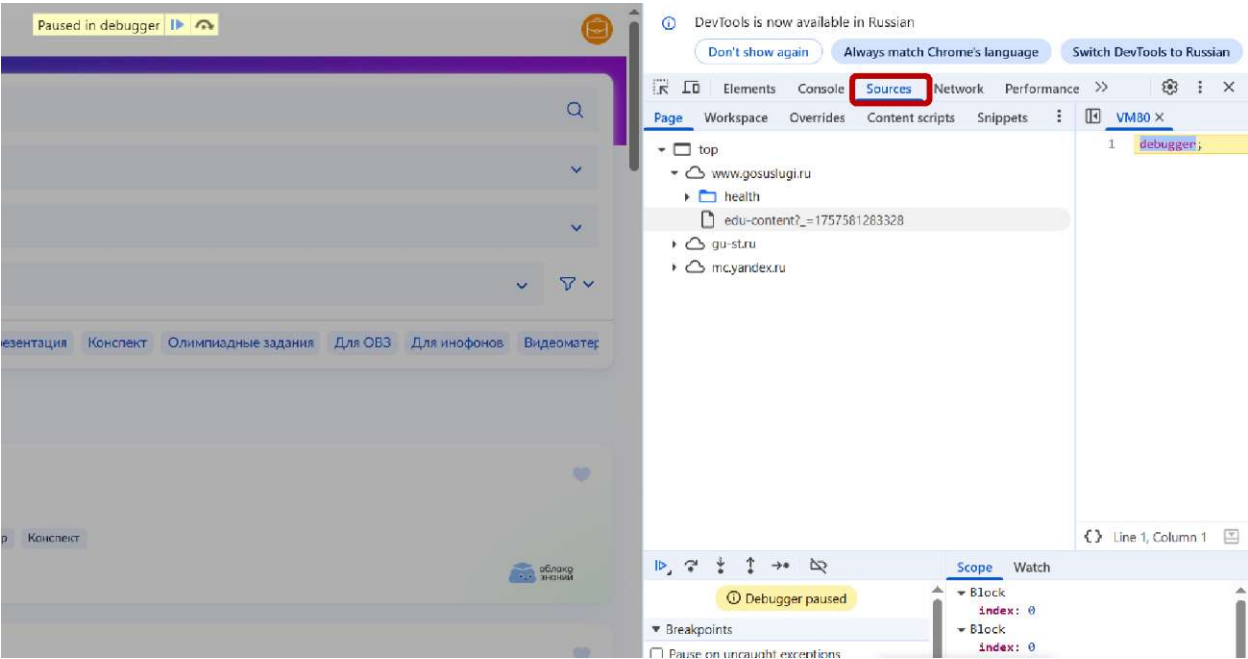 Paused in debugger
DevTools is now available in Russian
Don't show again
Always match Chrome's language
Switch DevTools to Russian
Elements Console Sources Network Performance
Page Workspace Overrides Content scripts Snippets
VM80
1 debugger;
top
www.gosuslugi.ru
health
edu-content?_=1757581283328
gu-st.ru
mc.yandex.ru
езентация Конспект Олимпиадные задания Для ОВЗ Для инофонов Видеоматер
р Конспект
облако
знаний
{} Line 1, Column 1
Scope Watch
Debugger paused
Breakpoints
Pause on uncaught exceptions
Block
index: 0
Block
index: 0